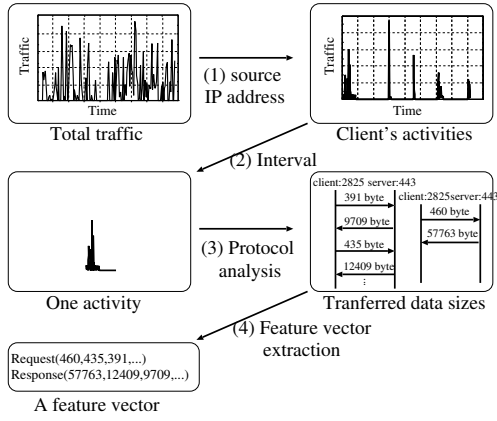 Traffic
Time
Total traffic
(1) source
IP address
Traffic
Time
Client's activities
(2) Interval
One activity
(3) Protocol
analysis
client:2825 server:443
391 byte
9709 byte
435 byte
12409 byte
⋮
client:2825server:443
460 byte
57763 byte
Tranferred data sizes
(4) Feature vector
extraction
Request(460,435,391,...)
Response(57763,12409,9709,...)
A feature vector